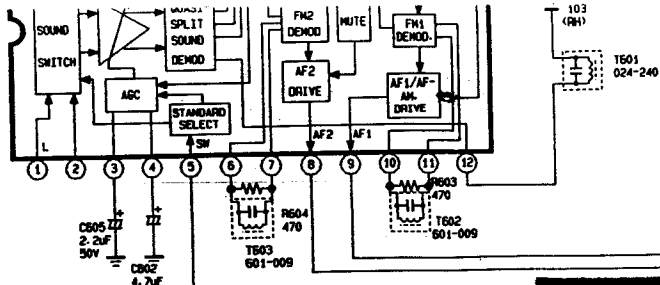 SOUND
SWITCH
QUASI
SPLIT
SOUND
DEMOD
AGC
STANDARD
SELECT
SW
L
FM2
DEMOD
AF2
DRIVE
MUTE
FM1
DEMOD.
AF1/AF-
AM.
DRIVE
AF2
AF1
1
2
3
4
5
6
7
8
9
10
11
12
103
(RH)
T601
024-240
C605
2.2uF
50V
C602
4.7uF
R604
470
T603
601-009
R603
470
T602
601-009